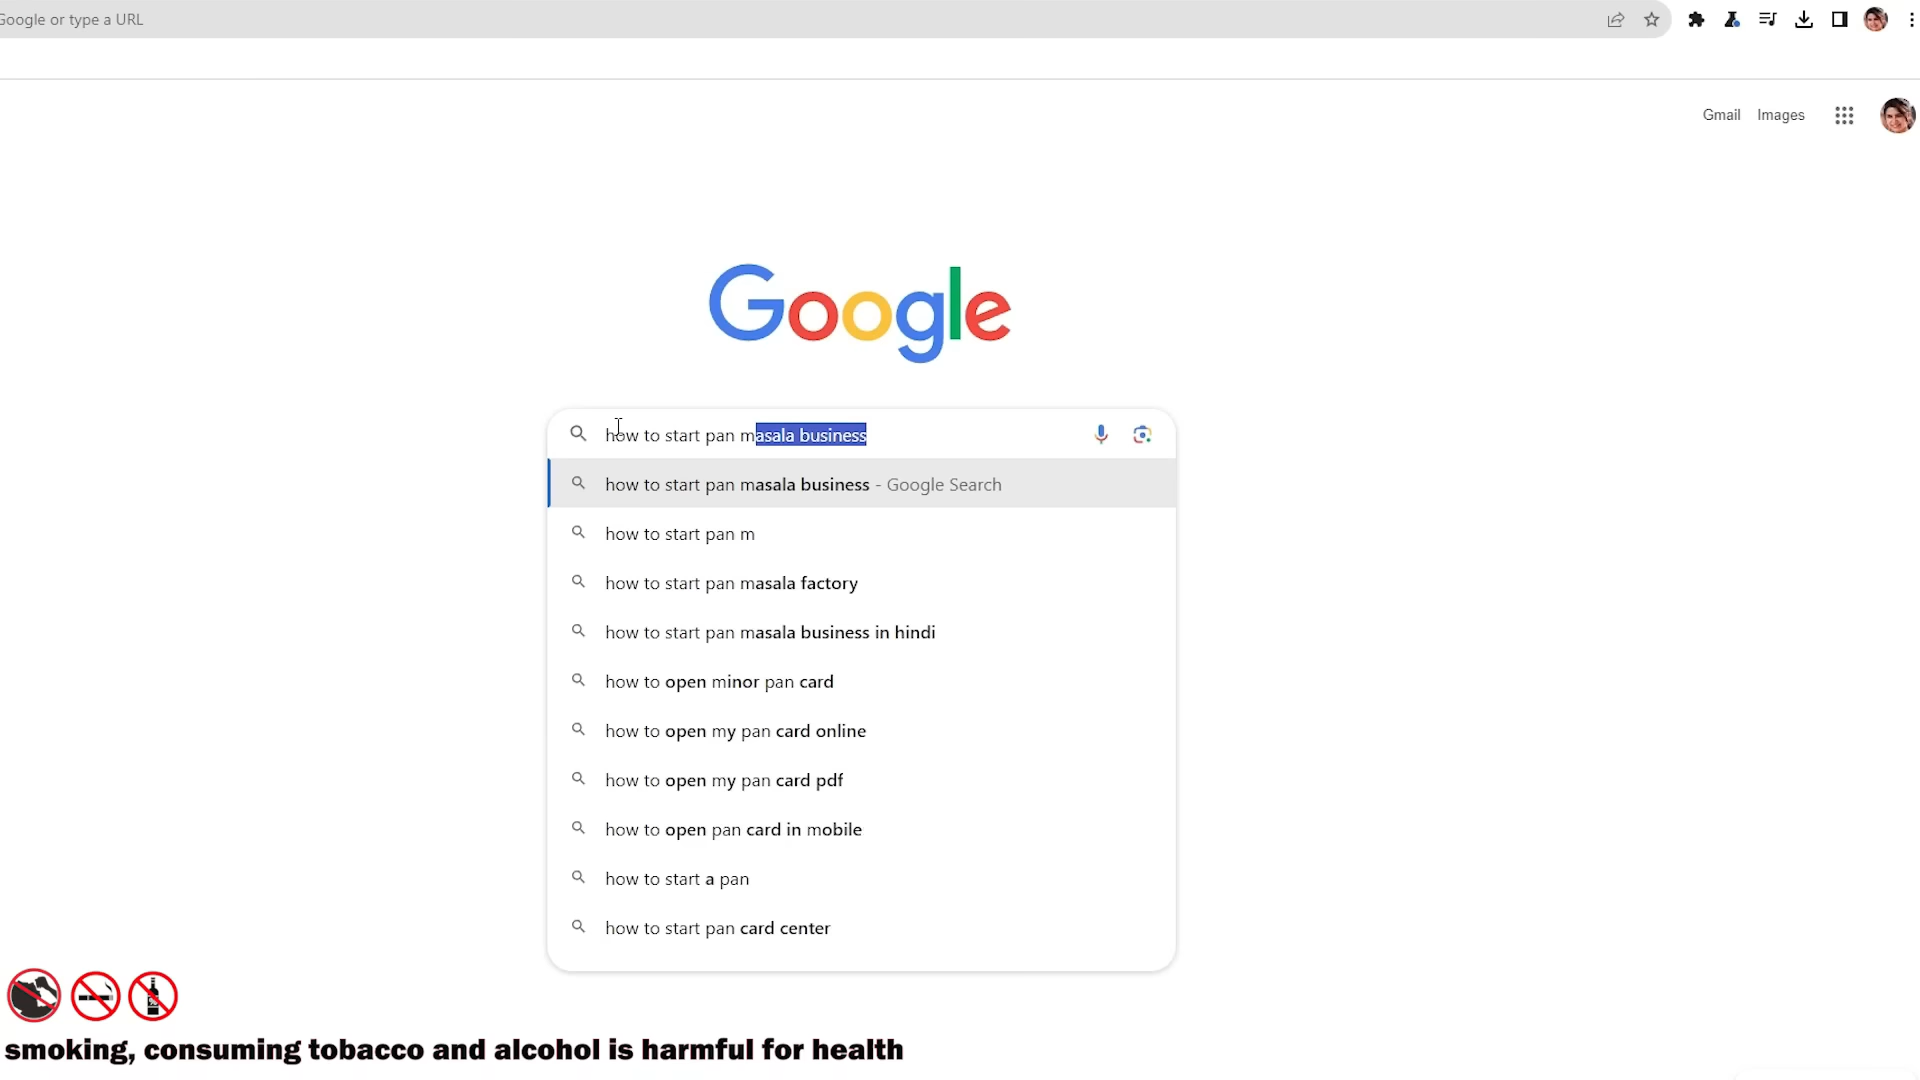 Google or type a URL
Gmail Images
Google
how to start pan masala business
how to start pan masala business - Google Search
how to start pan m
how to start pan masala factory
how to start pan masala business in hindi
how to open minor pan card
how to open my pan card online
how to open my pan card pdf
how to open pan card in mobile
how to start a pan
how to start pan card center
smoking, consuming tobacco and alcohol is harmful for health